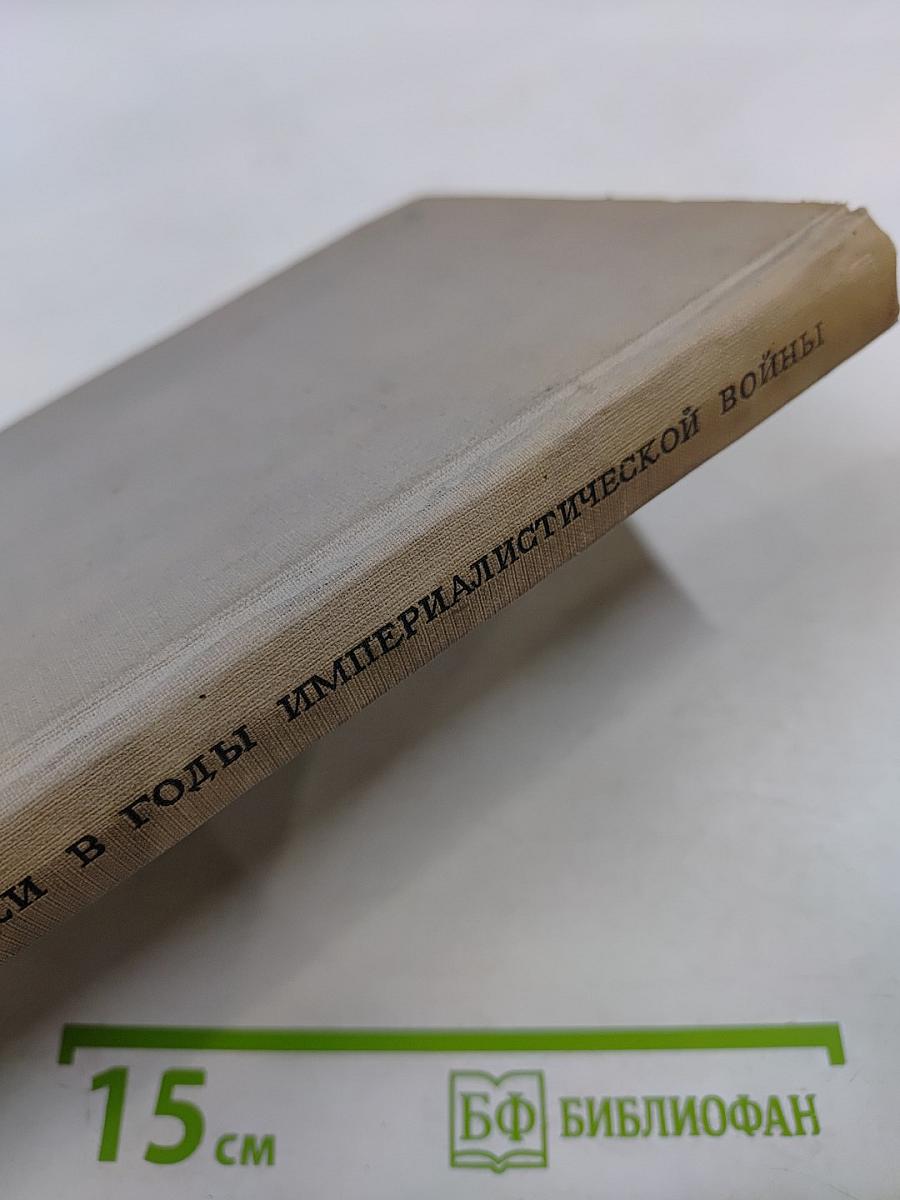 В ГОДЫ ИМПЕРИАЛИСТИЧЕСКОЙ ВОЙНЫ
15 см
БФ БИБЛИОФАН